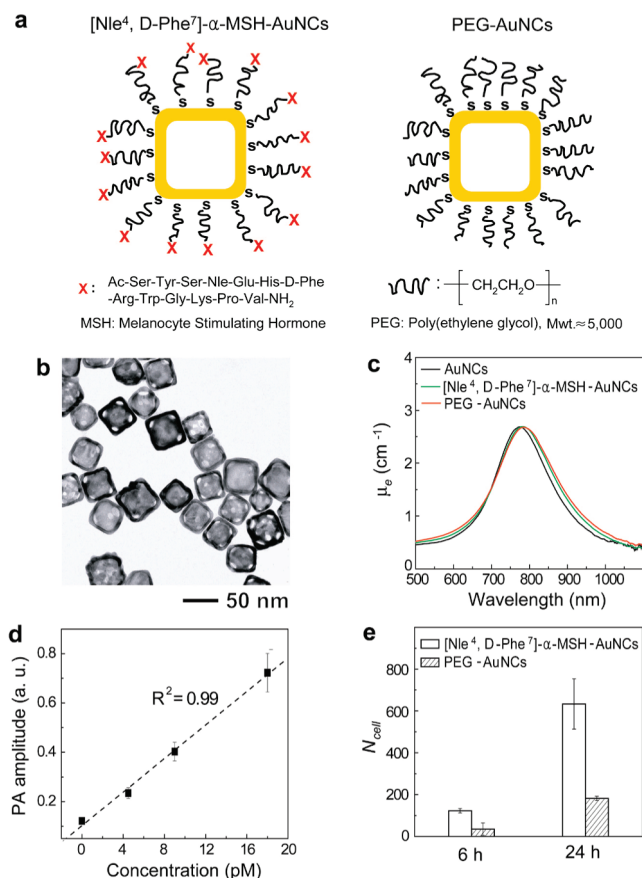 a
[Nle⁴, D-Phe⁷]-α-MSH-AuNCs
PEG-AuNCs
X X X X X X X X X X X X X X
s s s s s s s s s s s s s s s s
X : Ac-Ser-Tyr-Ser-Nle-Glu-His-D-Phe
-Arg-Trp-Gly-Lys-Pro-Val-NH₂
MSH: Melanocyte Stimulating Hormone
: -[-CH₂CH₂O-]-n
PEG: Poly(ethylene glycol), Mwt.≈5,000
b
50 nm
c
AuNCs
[Nle⁴, D-Phe⁷]-α-MSH-AuNCs
PEG-AuNCs
μe (cm⁻¹)
4
3
2
1
0
500 600 700 800 900 1000
Wavelength (nm)
d
R²=0.99
PA amplitude (a. u.)
0.8
0.6
0.4
0.2
0 4 8 12 16 20
Concentration (pM)
e
[Nle⁴, D-Phe⁷]-α-MSH-AuNCs
PEG-AuNCs
Ncell
800
600
400
200
0
6 h 24 h